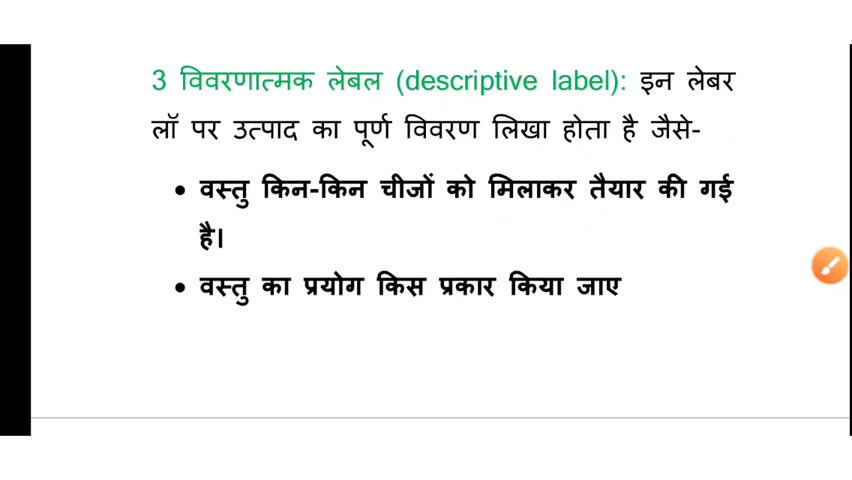 3 विवरणात्मक लेबल (descriptive label): इन लेबर
लॉ पर उत्पाद का पूर्ण विवरण लिखा होता है जैसे-
• वस्तु किन-किन चीजों को मिलाकर तैयार की गई
है।
• वस्तु का प्रयोग किस प्रकार किया जाए